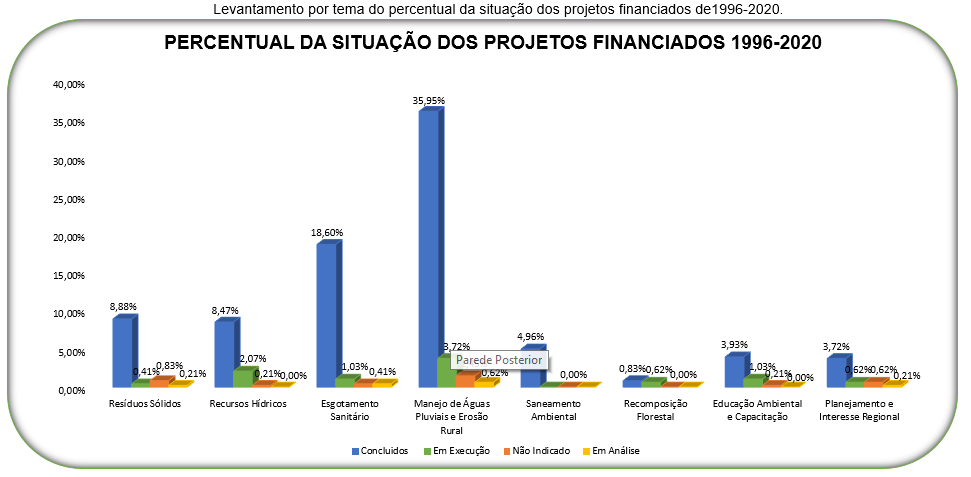 Levantamento por tema do percentual da situação dos projetos financiados de1996-2020.
PERCENTUAL DA SITUAÇÃO DOS PROJETOS FINANCIADOS 1996-2020
40,00%
35,00%
30,00%
25,00%
20,00%
15,00%
10,00%
5,00%
0,00%
8,88%
0,41%
0,83%
0,21%
8,47%
2,07%
0,21%
0,00%
18,60%
1,03%
0,41%
35,95%
3,72%
0,62%
Parede Posterior
4,96%
0,00%
0,83%
0,62%
0,00%
3,93%
1,03%
0,21%
0,00%
3,72%
0,62%
0,62%
0,21%
Resíduos Sólidos
Recursos Hídricos
Esgotamento
Sanitário
Manejo de Águas
Pluviais e Erosão
Rural
Saneamento
Ambiental
Recomposição
Florestal
Educação Ambiental
e Capacitação
Planejamento e
Interesse Regional
Concluidos
Em Execução
Não Indicado
Em Análise